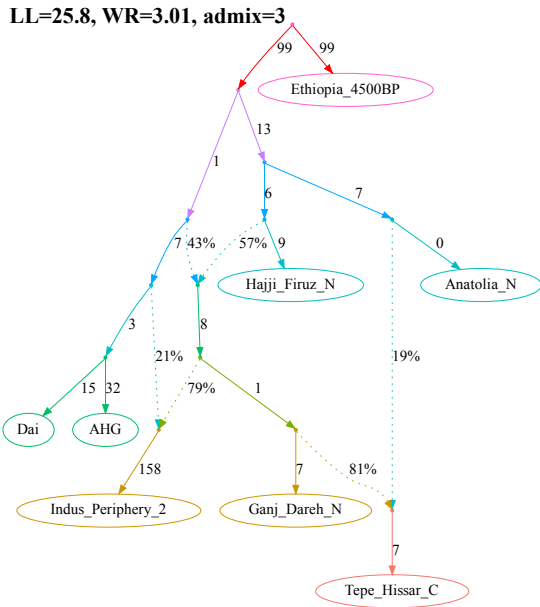 LL=25.8, WR=3.01, admix=3
99 99
Ethiopia_4500BP
13
1
6 7
7 43% 57% 9 0
Hajji_Firuz_N Anatolia_N
3 8
21% 19%
15 32 79% 1
Dai AHG
158 7 81%
Indus_Periphery_2 Ganj_Dareh_N
7
Tepe_Hissar_C